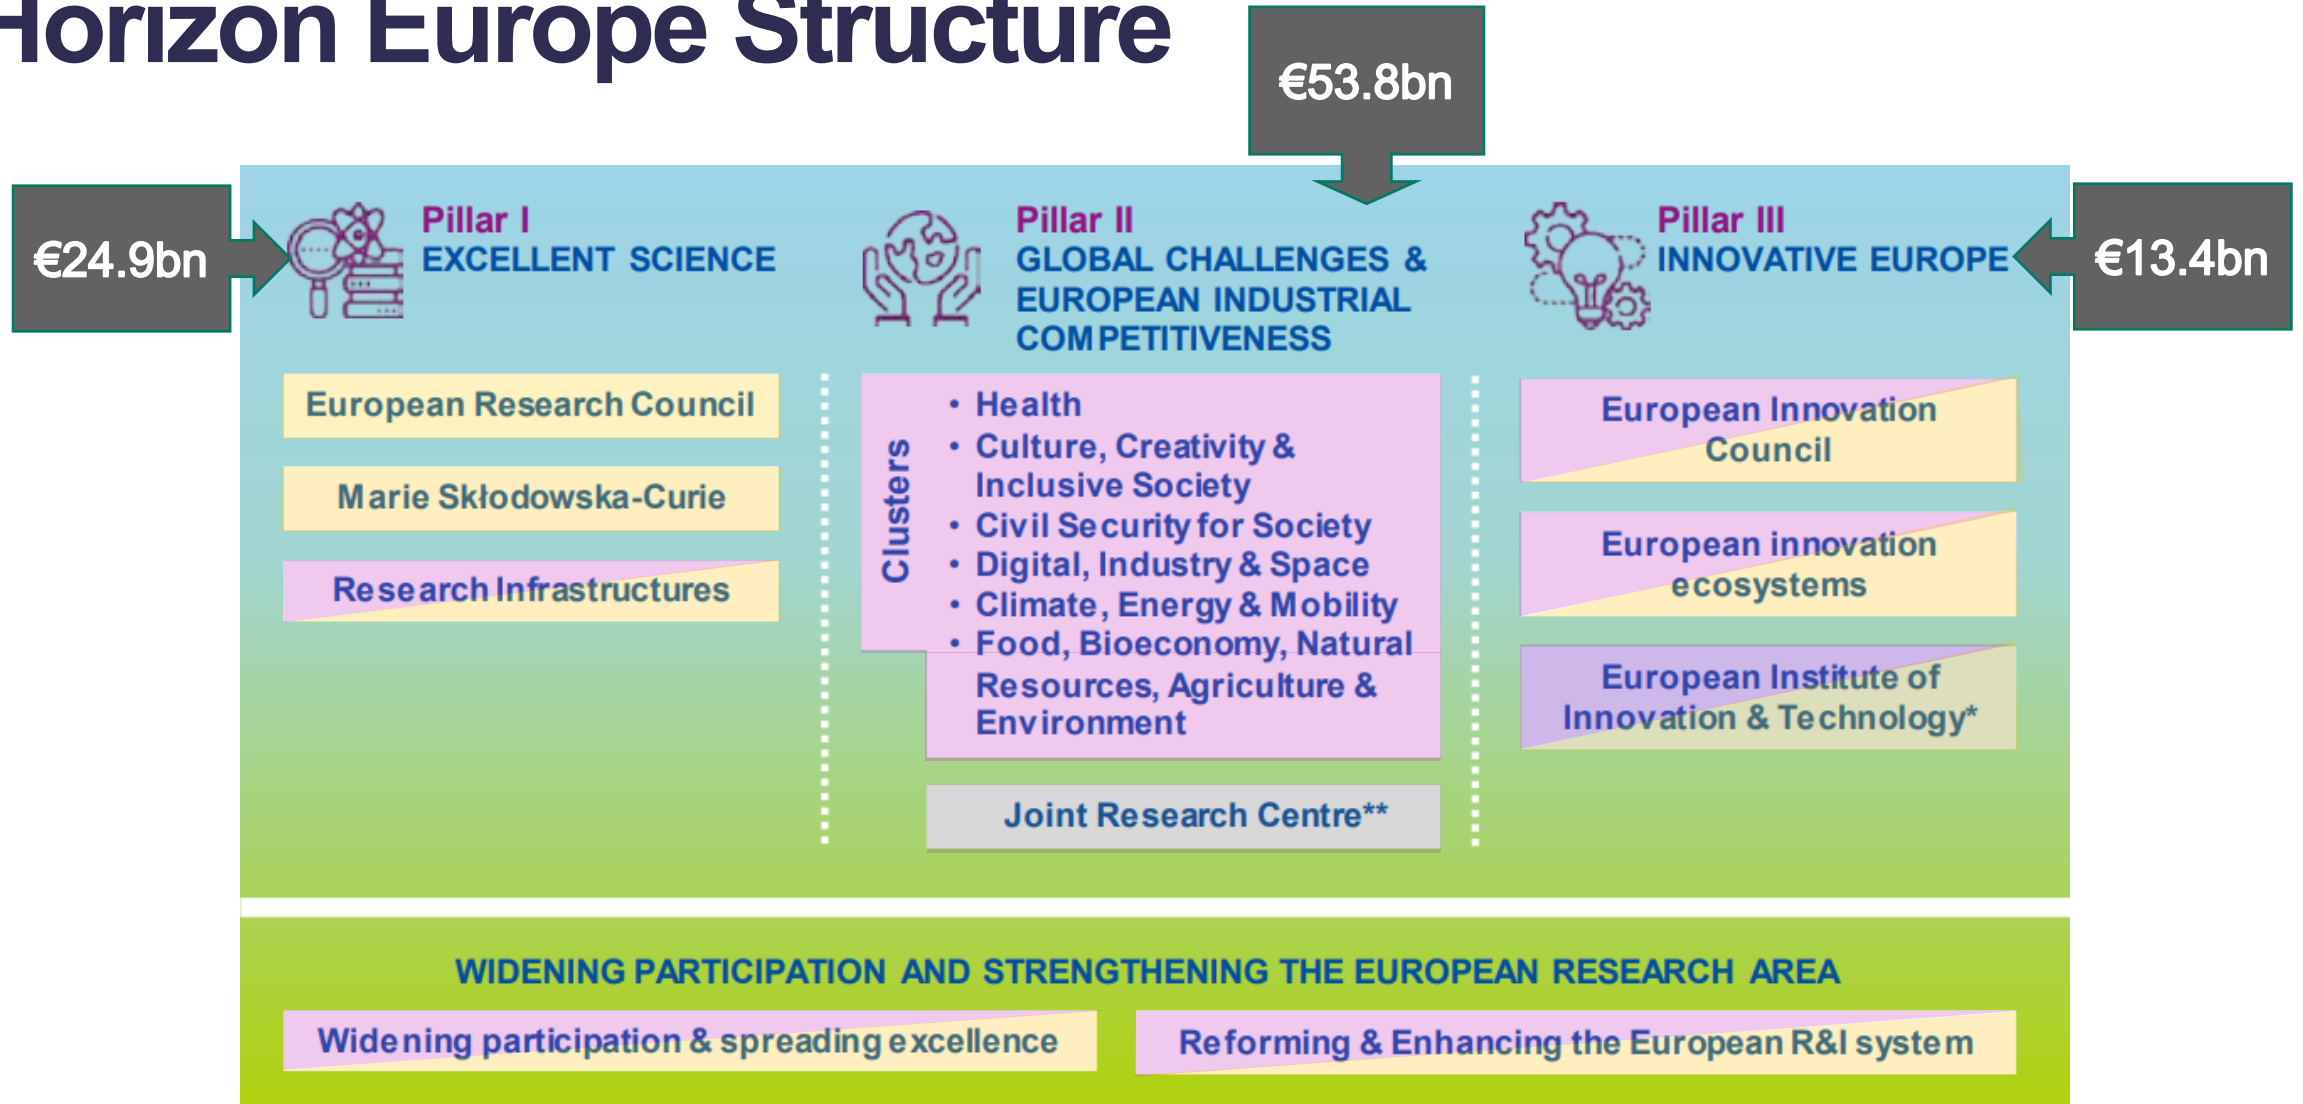 Horizon Europe Structure
€53.8bn
€24.9bn
Pillar I
EXCELLENT SCIENCE
European Research Council
Marie Skłodowska-Curie
Research Infrastructures
Pillar II
GLOBAL CHALLENGES &
EUROPEAN INDUSTRIAL
COMPETITIVENESS
Clusters
• Health
• Culture, Creativity &
Inclusive Society
• Civil Security for Society
• Digital, Industry & Space
• Climate, Energy & Mobility
• Food, Bioeconomy, Natural
Resources, Agriculture &
Environment
Joint Research Centre**
Pillar III
INNOVATIVE EUROPE
€13.4bn
European Innovation
Council
European innovation
ecosystems
European Institute of
Innovation & Technology*
WIDENING PARTICIPATION AND STRENGTHENING THE EUROPEAN RESEARCH AREA
Widening participation & spreading excellence
Reforming & Enhancing the European R&I system